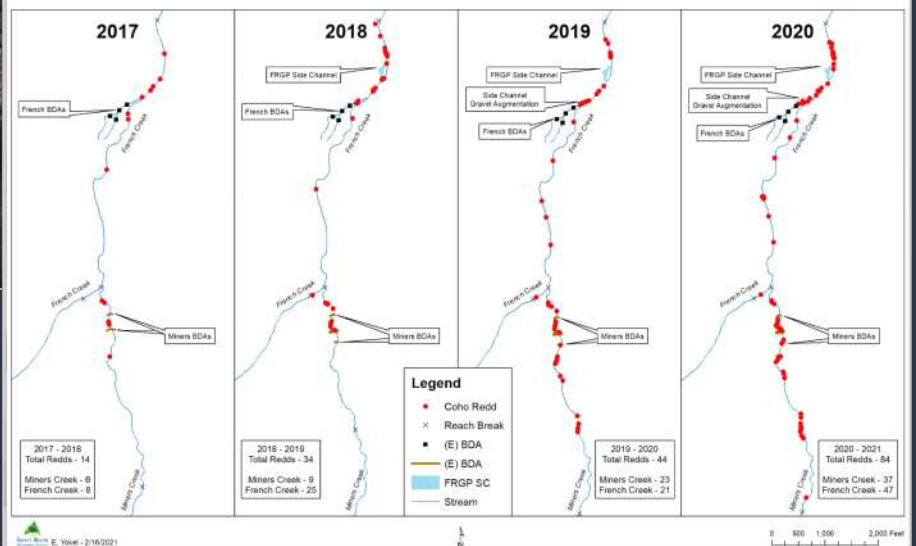 2017
French BDAs
French Creek
French Creek
Miners BDAs
Miners Creek
2017 - 2018
Total Redds - 14
Miners Creek - 6
French Creek - 8
2018
FRGP Side Channel
French BDAs
French Creek
French Creek
Miners BDAs
Miners Creek
2018 - 2019
Total Redds - 34
Miners Creek - 9
French Creek - 25
2019
FRGP Side Channel
Side Channel
Gravel Augmentation
French BDAs
French Creek
French Creek
Miners BDAs
Miners Creek
2019 - 2020
Total Redds - 44
Miners Creek - 23
French Creek - 21
2020
FRGP Side Channel
Side Channel
Gravel Augmentation
French BDAs
French Creek
French Creek
Miners BDAs
Miners Creek
2020 - 2021
Total Redds - 84
Miners Creek - 37
French Creek - 47
Legend
Coho Redd
Reach Break
(E) BDA
(E) BDA
FRGP SC
Stream
E. Yokel - 2/16/2021
0 500 1,000 2,000 Feet